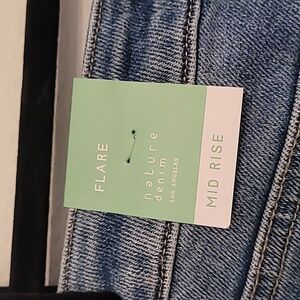 FLARE
nature
denim
LOS ANGELES
MID RISE